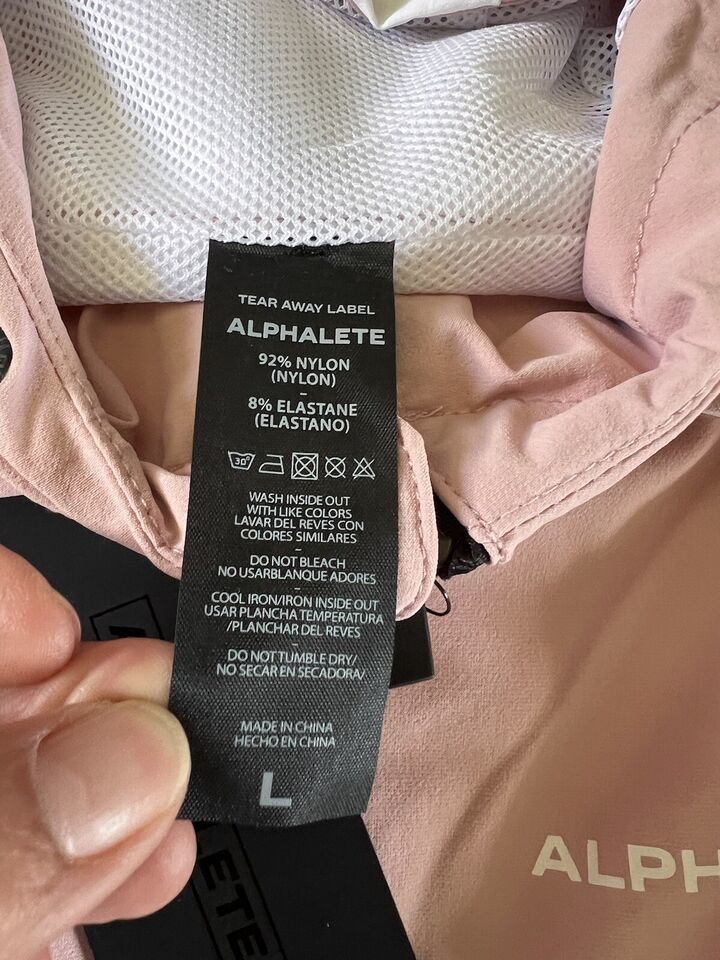 TEAR AWAY LABEL
ALPHALETE
92% NYLON
(NYLON)
–
8% ELASTANE
(ELASTANO)
30°
WASH INSIDE OUT
WITH LIKE COLORS
LAVAR DEL REVES CON
COLORES SIMILARES
–
DO NOT BLEACH
NO USARBLANQUE ADORES
–
COOL IRON/IRON INSIDE OUT
USAR PLANCHA TEMPERATURA
/PLANCHAR DEL REVES
–
DO NOT TUMBLE DRY/
NO SECAR EN SECADORA/
MADE IN CHINA
HECHO EN CHINA
L
ALPH
ETE